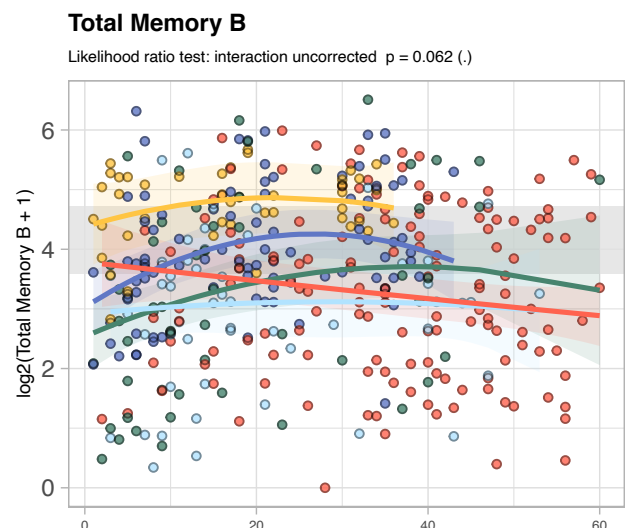 Total Memory B
Likelihood ratio test: interaction uncorrected p = 0.062 (.)
log2(Total Memory B + 1)
6
4
2
0
0 20 40 60